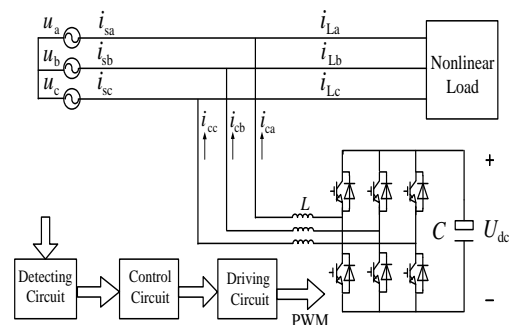 u_a i_sa i_La
u_b i_sb i_Lb
u_c i_sc i_Lc
Nonlinear
Load
i_cc i_cb i_ca
L
+
C U_dc
−
Detecting
Circuit
Control
Circuit
Driving
Circuit
PWM